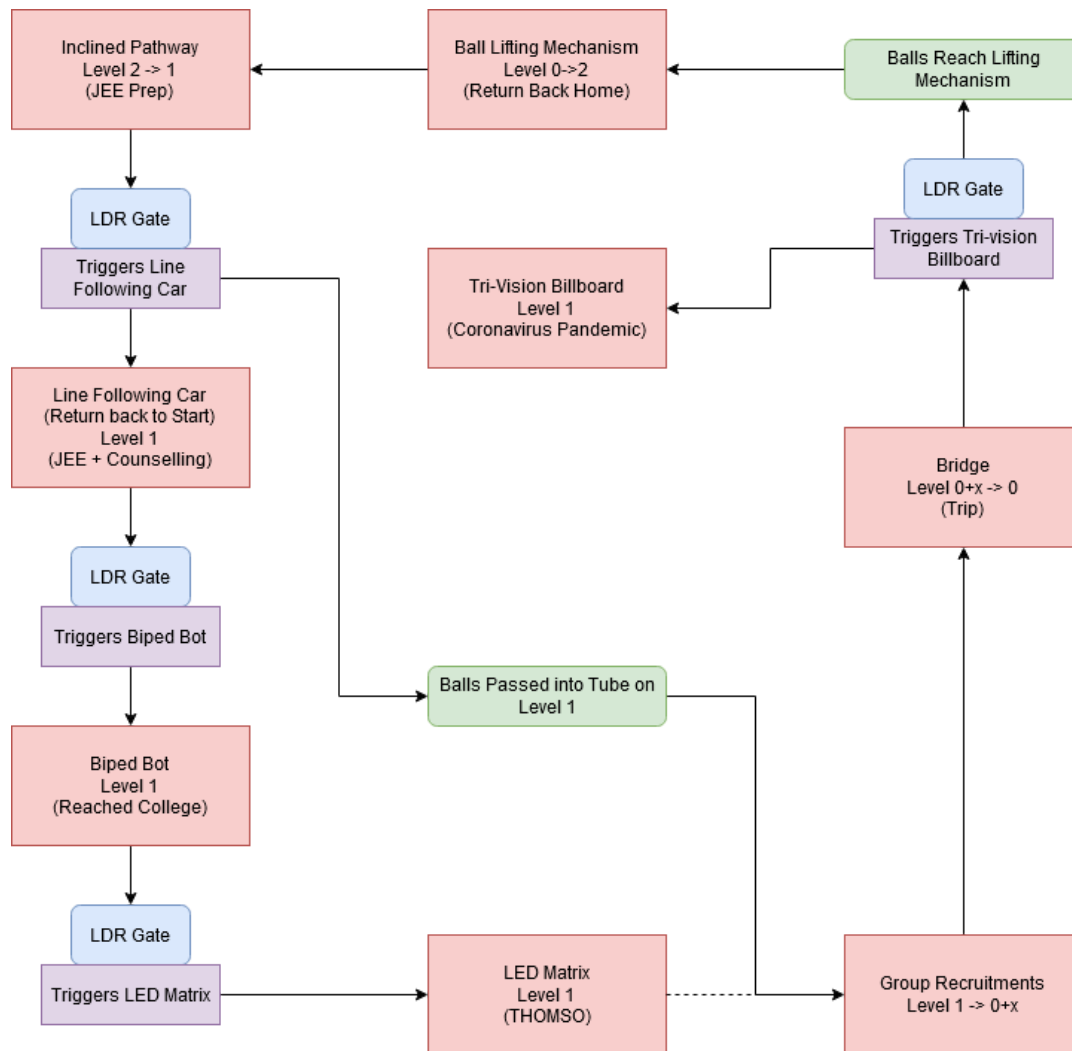 Inclined Pathway
Level 2 -> 1
(JEE Prep)
Ball Lifting Mechanism
Level 0->2
(Return Back Home)
Balls Reach Lifting
Mechanism
LDR Gate
Triggers Line
Following Car
LDR Gate
Triggers Tri-vision
Billboard
Tri-Vision Billboard
Level 1
(Coronavirus Pandemic)
Line Following Car
(Return back to Start)
Level 1
(JEE + Counselling)
Bridge
Level 0+x -> 0
(Trip)
LDR Gate
Triggers Biped Bot
Balls Passed into Tube on
Level 1
Biped Bot
Level 1
(Reached College)
LDR Gate
Triggers LED Matrix
LED Matrix
Level 1
(THOMSO)
Group Recruitments
Level 1 -> 0+x